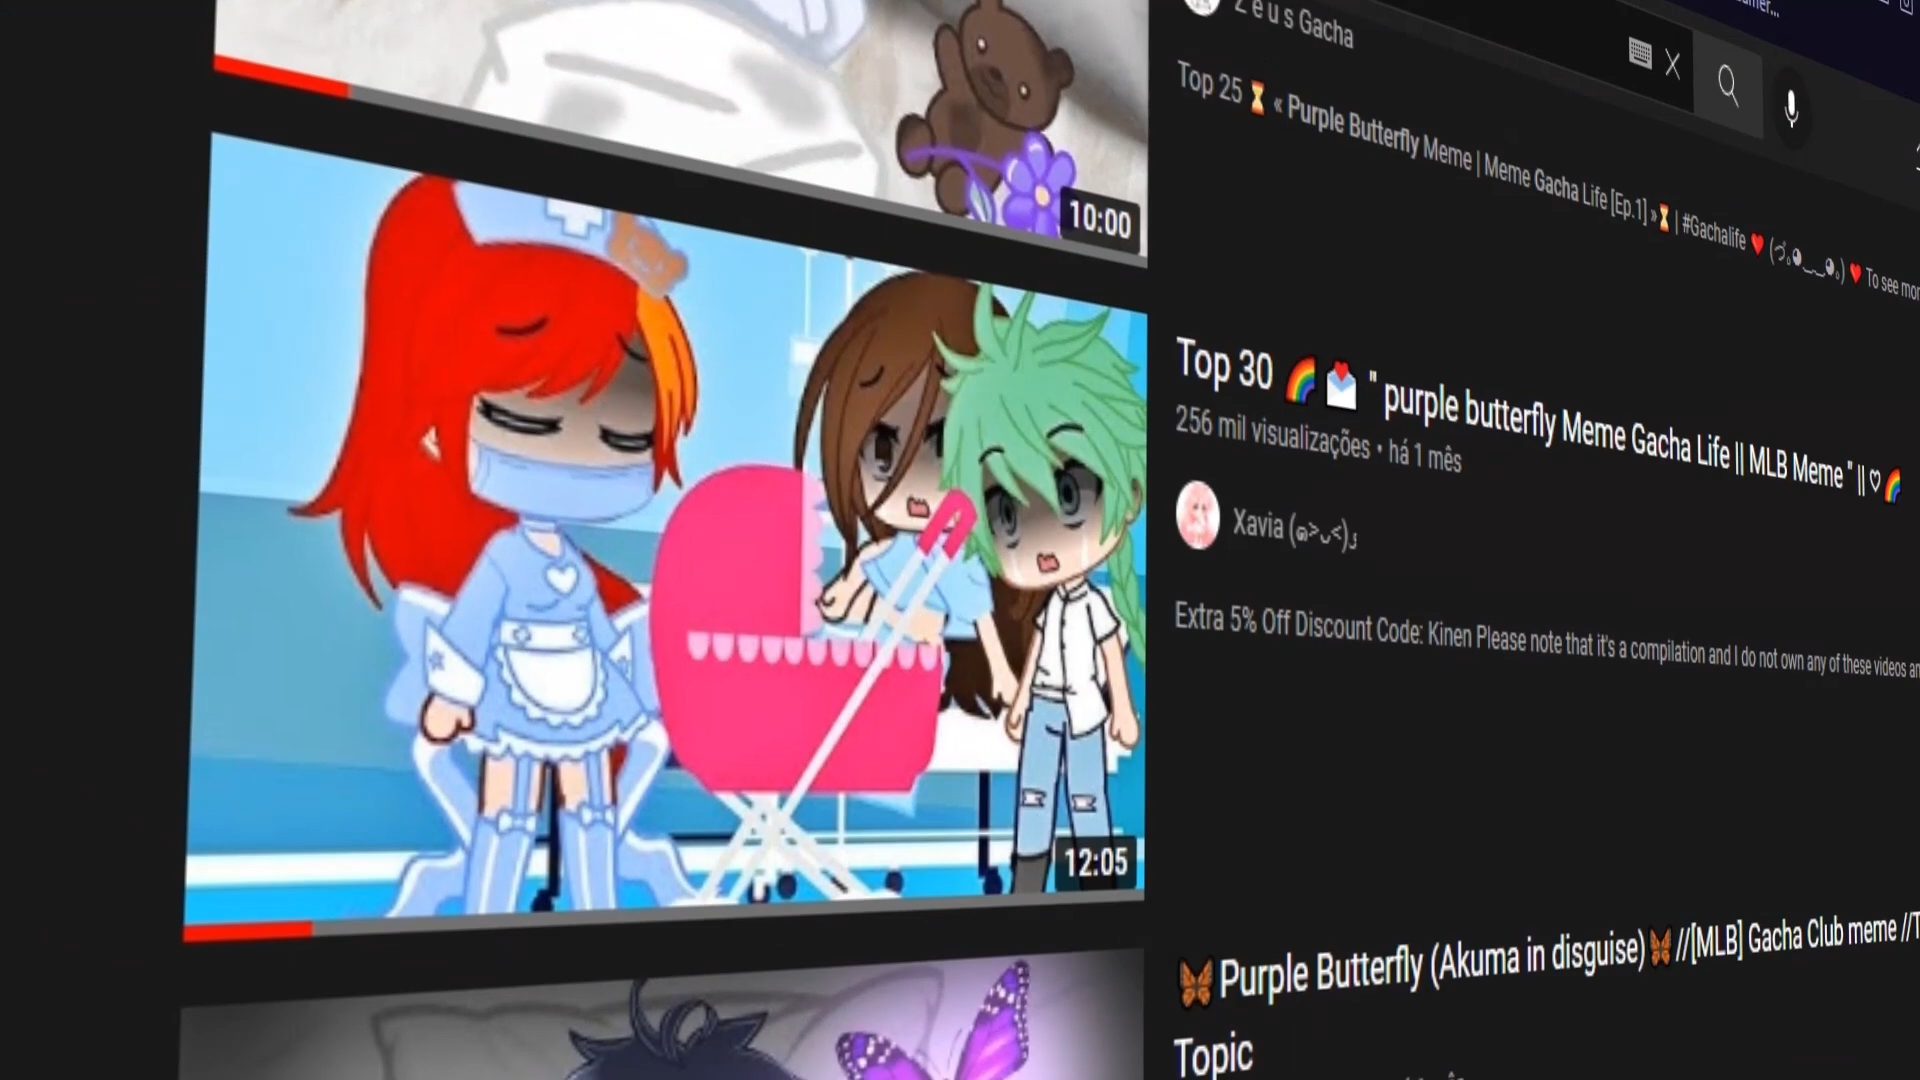 Zeus Gacha
Top 25 ⏳ « Purple Butterfly Meme | Meme Gacha Life [Ep.1] »⏳ | #Gachalife ❤️ (づ｡◕‿‿◕｡) ❤️ To see
10:00
Top 30 🌈💌 " purple butterfly Meme Gacha Life || MLB Meme " || ♡🌈
256 mil visualizações • há 1 mês
Xavia
Extra 5% Off Discount Code: Kinen Please note that it's a compilation and I do not own any of these videos
12:05
🦋Purple Butterfly (Akuma in disguise)🦋//[MLB] Gacha Club meme //
Topic